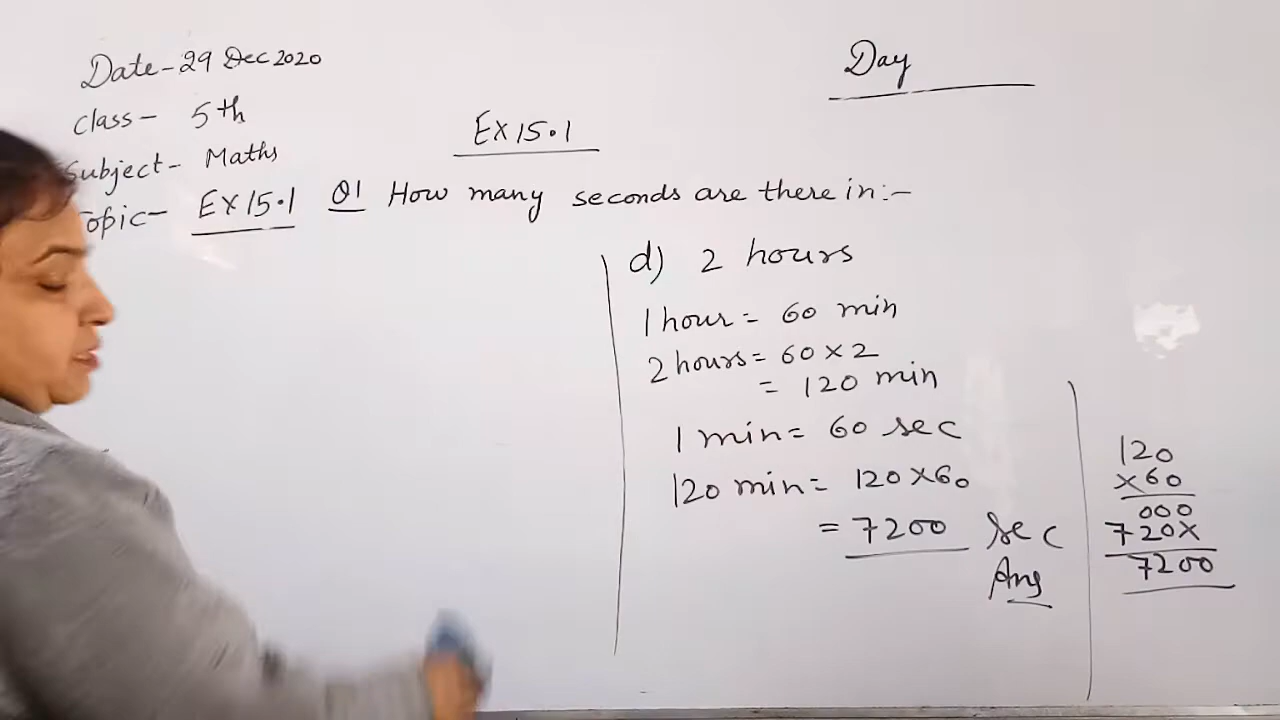 Date-29 Dec 2020
Day
Class- 5th
Ex 15.1
Subject- Maths
Topic- Ex 15.1 Q1 How many seconds are there in:-
d) 2 hours
1 hour = 60 min
2 hours = 60 x 2
= 120 min
1 min = 60 sec
120 min = 120 x 60
= 7200 sec
Ans
120
x60
000
720x
7200